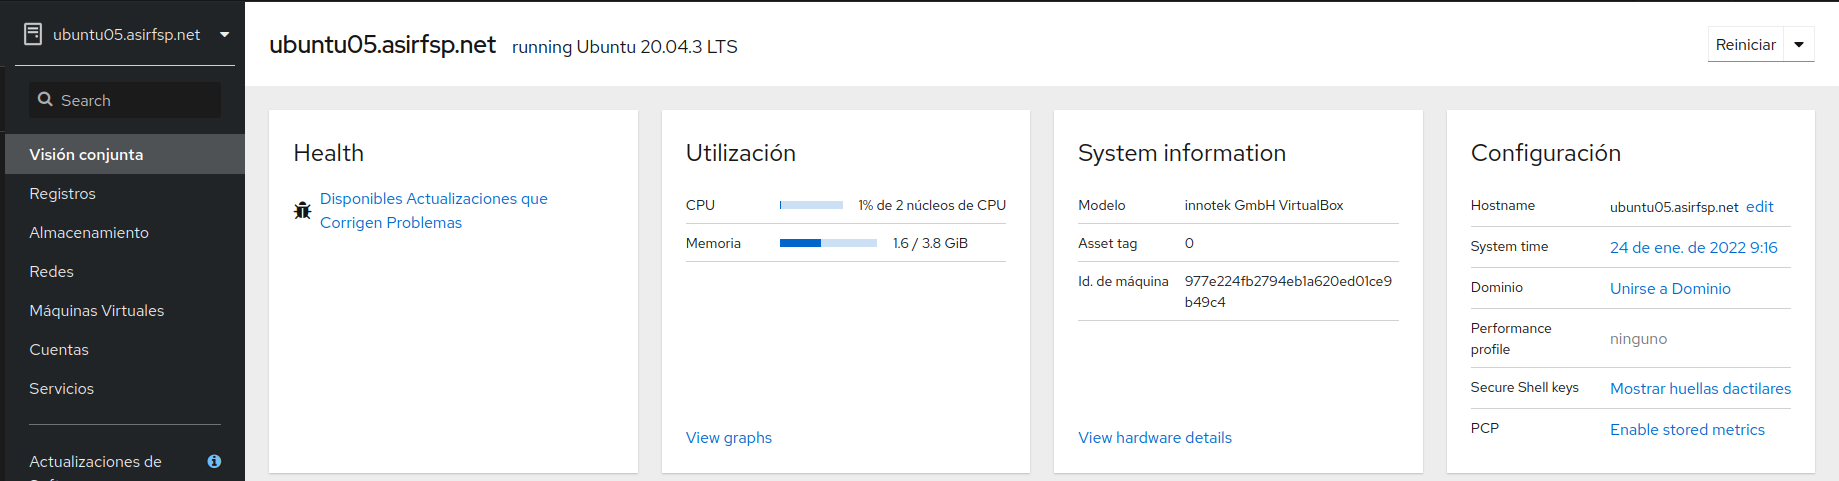 ubuntu05.asirfsp.net
Search
Visión conjunta
Registros
Almacenamiento
Redes
Máquinas Virtuales
Cuentas
Servicios
Actualizaciones de
ubuntu05.asirfsp.net running Ubuntu 20.04.3 LTS
Reiniciar
Health
Disponibles Actualizaciones que
Corrigen Problemas
Utilización
CPU 1% de 2 núcleos de CPU
Memoria 1.6 / 3.8 GiB
View graphs
System information
Modelo innotek GmbH VirtualBox
Asset tag 0
Id. de máquina 977e224fb2794eb1a620ed01ce9
b49c4
View hardware details
Configuración
Hostname ubuntu05.asirfsp.net edit
System time 24 de ene. de 2022 9:16
Dominio Unirse a Dominio
Performance
profile ninguno
Secure Shell keys Mostrar huellas dactilares
PCP Enable stored metrics